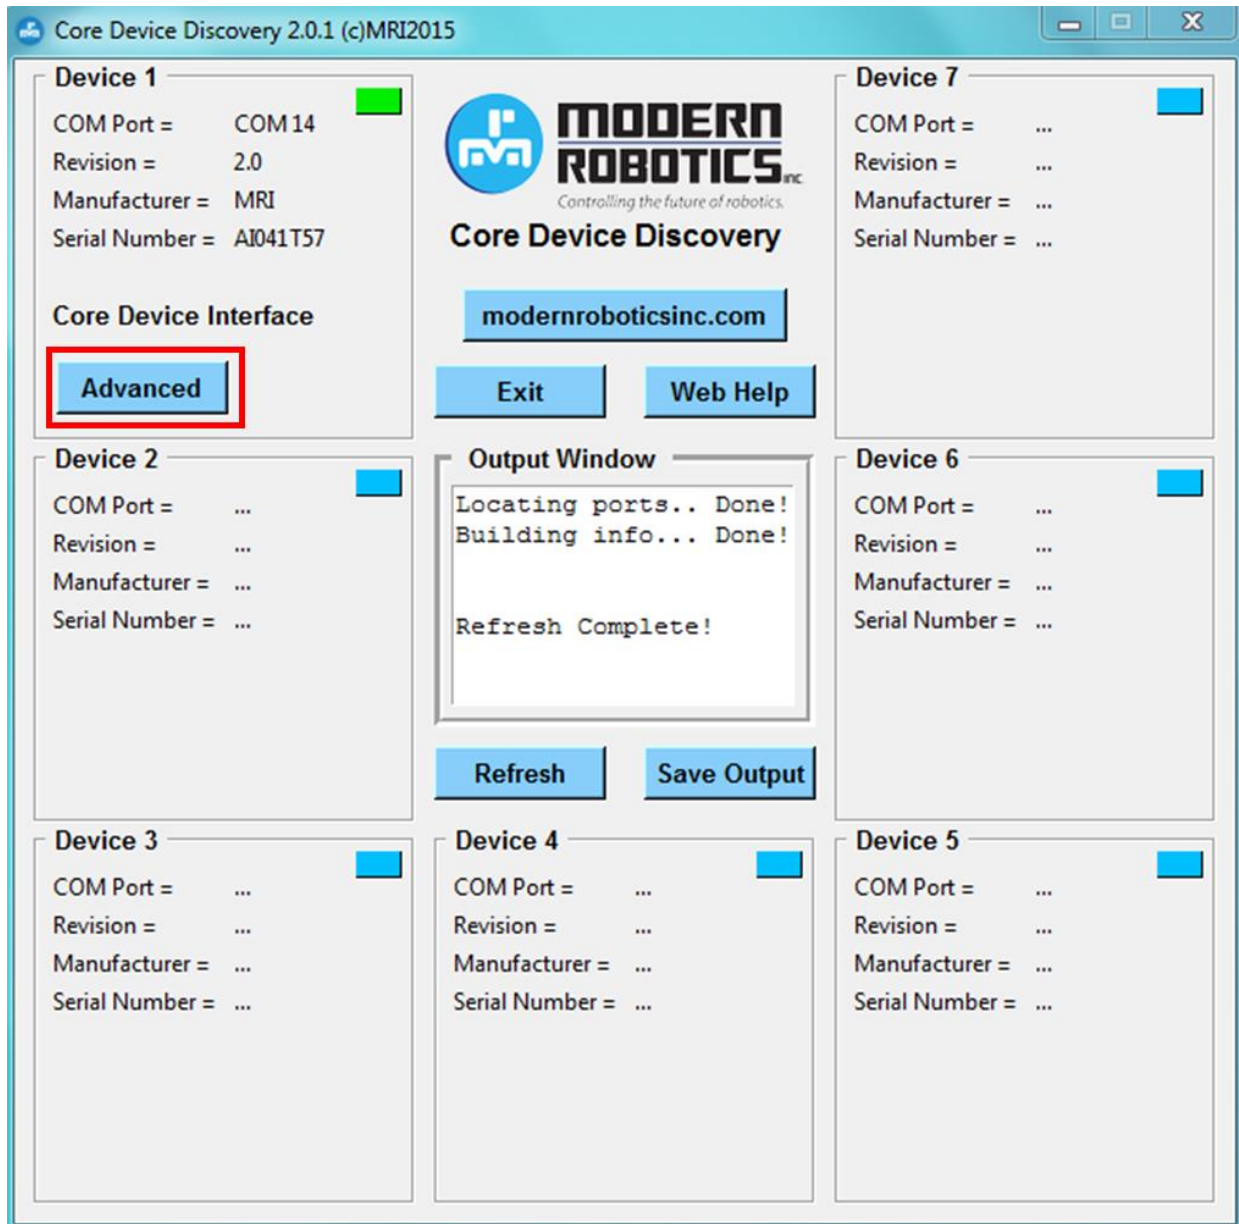 Core Device Discovery 2.0.1 (c)MRI2015
Device 1
COM Port = COM 14
Revision = 2.0
Manufacturer = MRI
Serial Number = AI041T57
Core Device Interface
Advanced
MODERN
ROBOTICS inc
Controlling the future of robotics.
Core Device Discovery
modernroboticsinc.com
Exit
Web Help
Device 7
COM Port = ...
Revision = ...
Manufacturer = ...
Serial Number = ...
Device 2
COM Port = ...
Revision = ...
Manufacturer = ...
Serial Number = ...
Output Window
Locating ports.. Done!
Building info... Done!
Refresh Complete!
Refresh
Save Output
Device 6
COM Port = ...
Revision = ...
Manufacturer = ...
Serial Number = ...
Device 3
COM Port = ...
Revision = ...
Manufacturer = ...
Serial Number = ...
Device 4
COM Port = ...
Revision = ...
Manufacturer = ...
Serial Number = ...
Device 5
COM Port = ...
Revision = ...
Manufacturer = ...
Serial Number = ...